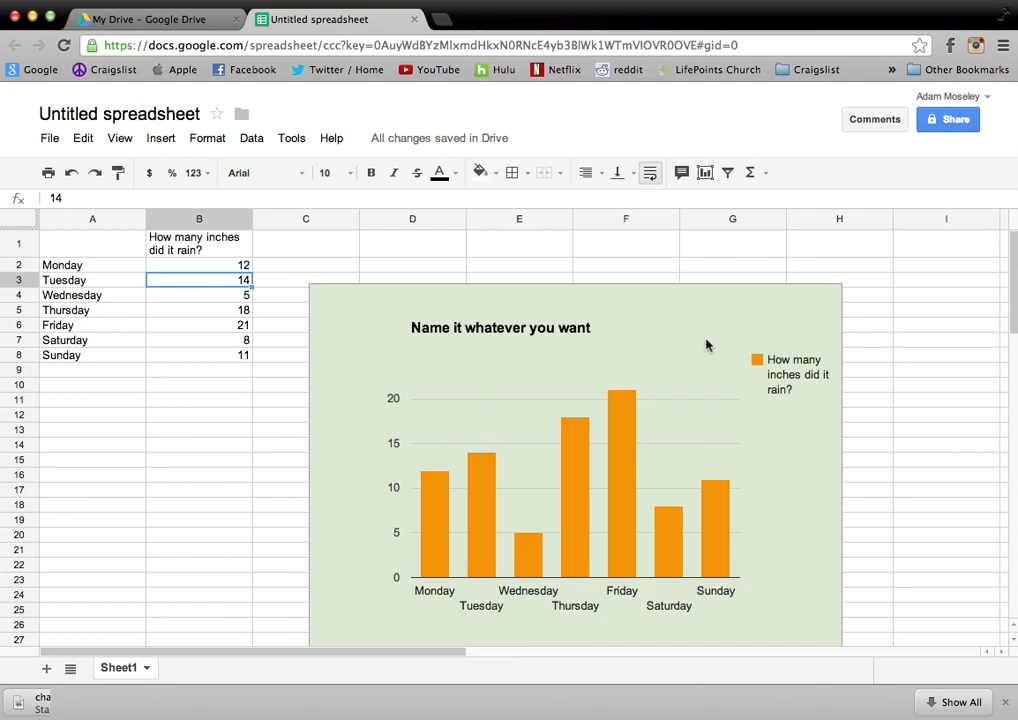 My Drive – Google Drive
Untitled spreadsheet
https://docs.google.com/spreadsheet/ccc?key=0AuyWdBYzMlxmdHkxN0RNcE4yb3BlWk1WTmVIOVR0OVE#gid=0
Google Craigslist Apple Facebook Twitter / Home YouTube Hulu Netflix reddit LifePoints Church Craigslist » Other Bookmarks
Adam Moseley
Untitled spreadsheet
Comments
Share
File Edit View Insert Format Data Tools Help All changes saved in Drive
$ % 123 Arial 10 B I S A Σ
fx 14
A B C D E F G H I
1 How many inches
did it rain?
2 Monday 12
3 Tuesday 14
4 Wednesday 5
5 Thursday 18
6 Friday 21
7 Saturday 8
8 Sunday 11
9
10
11
12
13
14
15
16
17
18
19
20
21
22
23
24
25
26
27
Name it whatever you want
How many
inches did it
rain?
20
15
10
5
0
Monday Wednesday Friday Sunday
Tuesday Thursday Saturday
+ Sheet1
cha
Sta
Show All